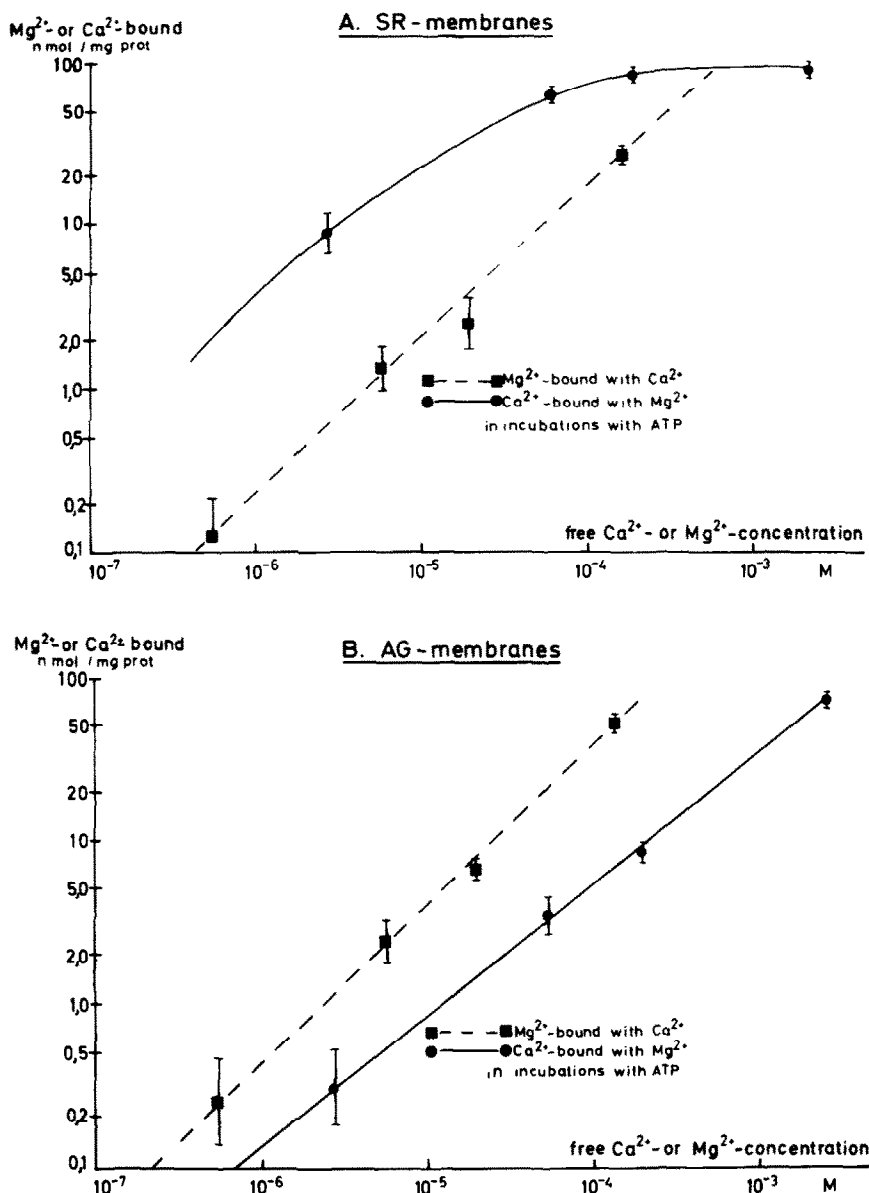 A. SR-membranes
Mg²⁺-or Ca²⁺-bound
n mol / mg prot
100
50
20
10
5,0
2,0
1,0
0,5
0,2
0,1
Mg²⁺-bound with Ca²⁺
Ca²⁺-bound with Mg²⁺
in incubations with ATP
free Ca²⁺- or Mg²⁺-concentration
10⁻⁷ 10⁻⁶ 10⁻⁵ 10⁻⁴ 10⁻³ M
B. AG-membranes
Mg²⁺-or Ca²± bound
n mol / mg prot
100
50
20
10
5,0
2,0
1,0
0,5
0,2
0,1
Mg²⁺-bound with Ca²⁺
Ca²⁺-bound with Mg²⁺
in incubations with ATP
free Ca²⁺-or Mg²⁺-concentration
10⁻⁷ 10⁻⁶ 10⁻⁵ 10⁻⁴ 10⁻³ M